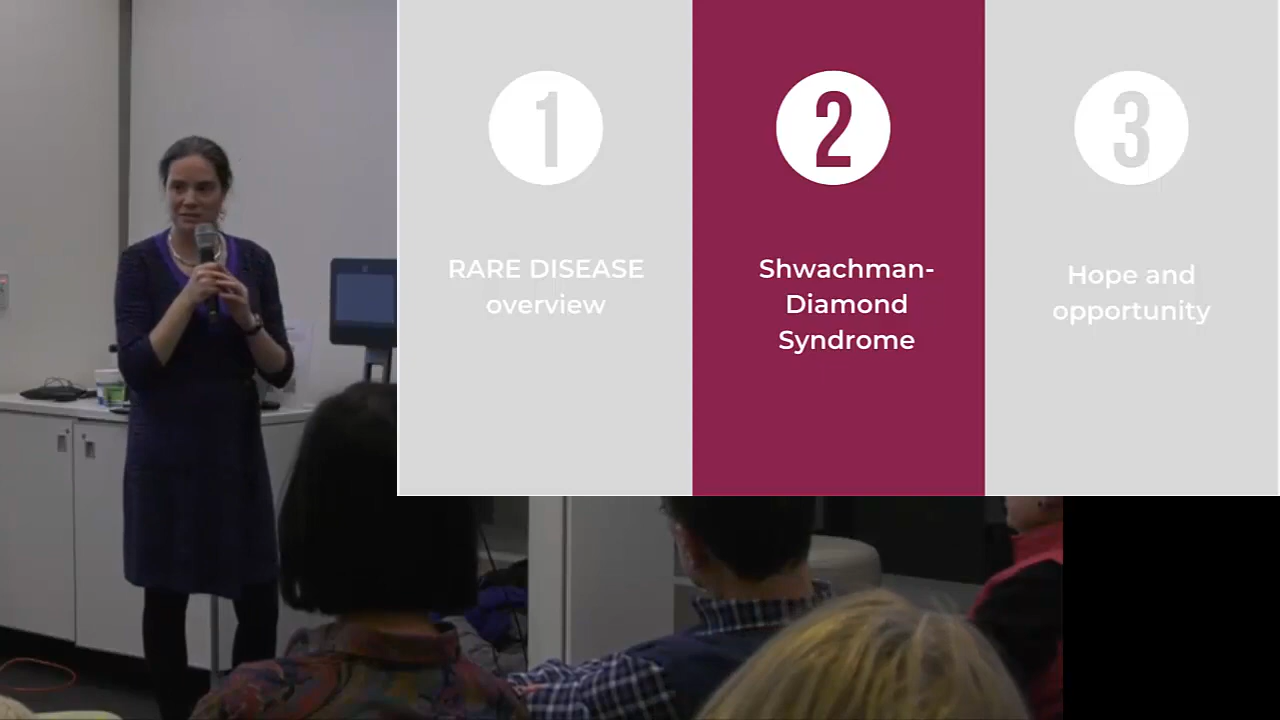 1
RARE DISEASE
overview
2
Shwachman-
Diamond
Syndrome
3
Hope and
opportunity